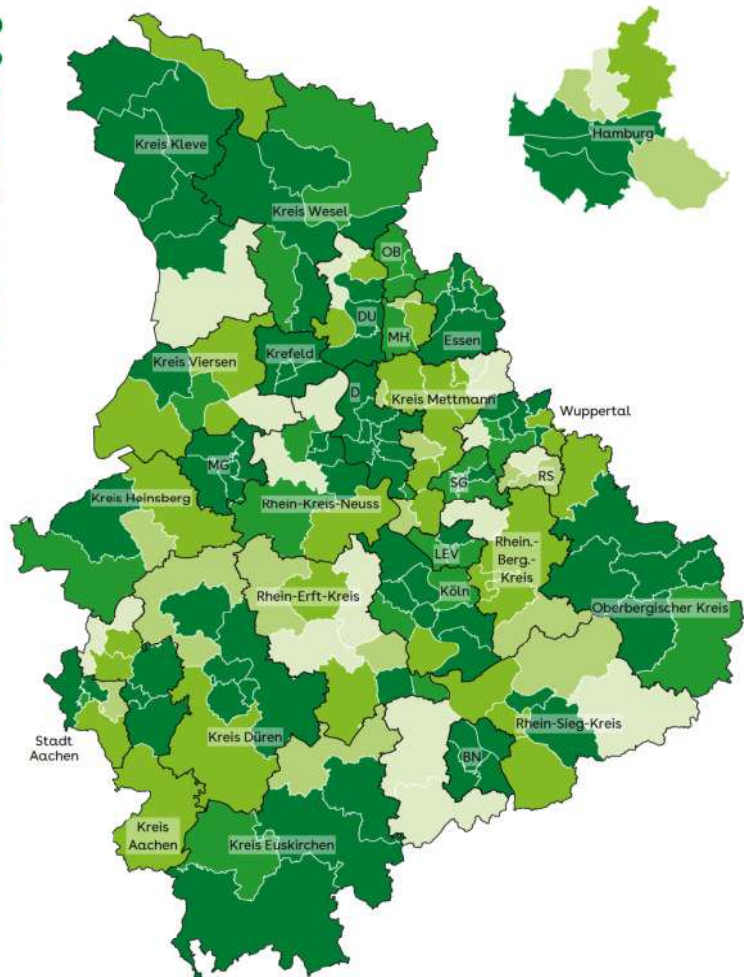 Hamburg
Kreis Kleve
Kreis Wesel
OB
DU
MH
Essen
Kreis Viersen
Krefeld
D
Kreis Mettmann
Wuppertal
MG
SG
RS
Kreis Heinsberg
Rhein-Kreis-Neuss
LEV
Rhein.-
Berg.-
Kreis
Rhein-Erft-Kreis
Köln
Oberbergischer Kreis
Stadt
Aachen
Kreis Düren
Rhein-Sieg-Kreis
BN
Kreis
Aachen
Kreis Euskirchen